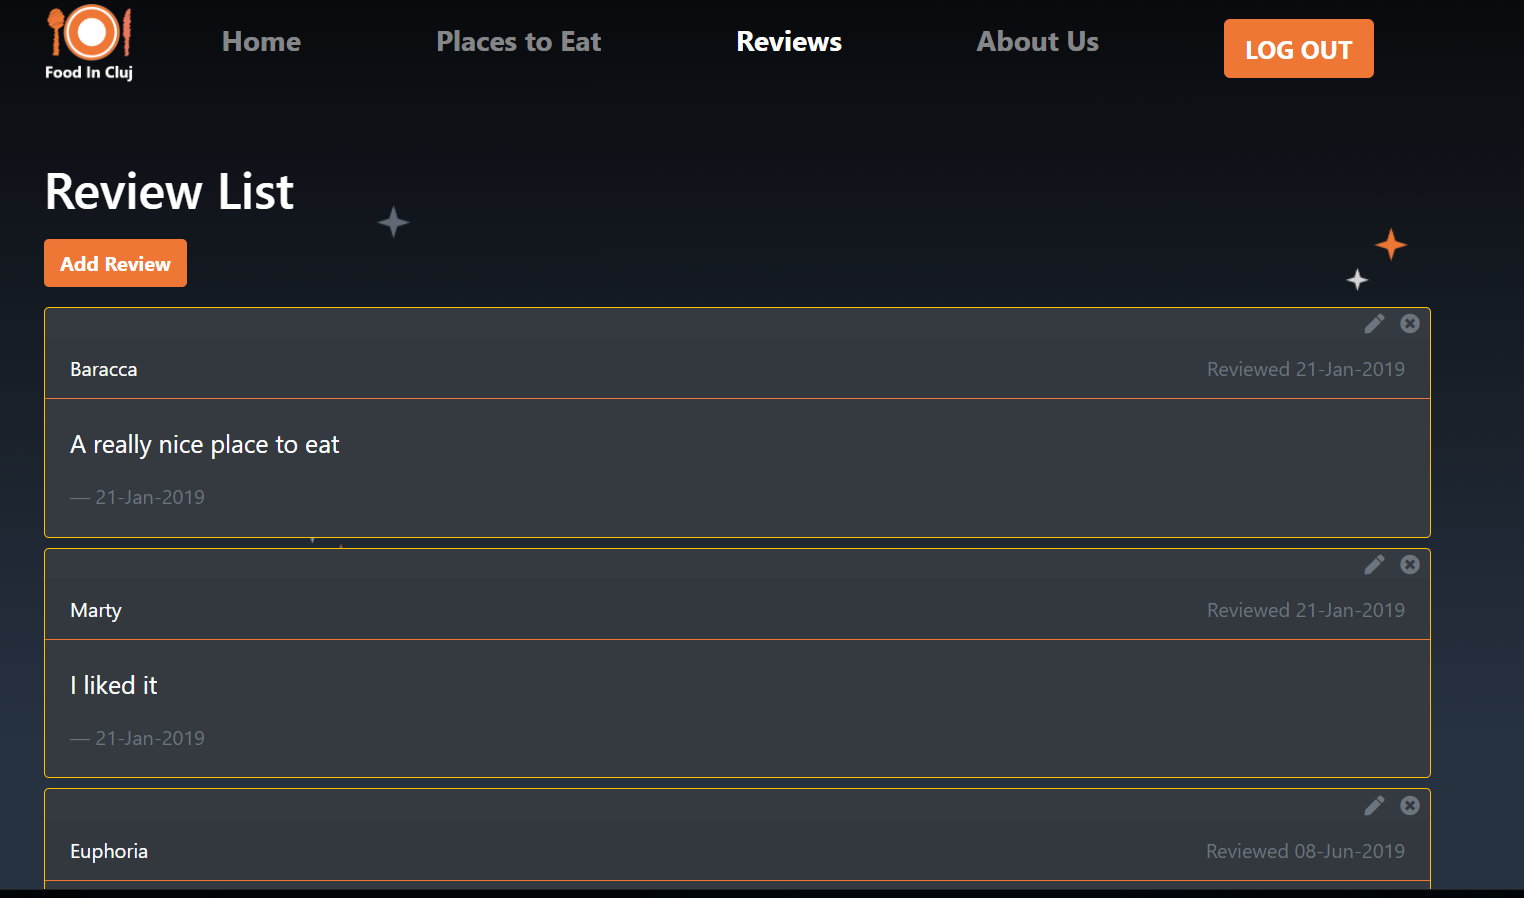 Food In Cluj
Home
Places to Eat
Reviews
About Us
LOG OUT
Review List
Add Review
Baracca
Reviewed 21-Jan-2019
A really nice place to eat
— 21-Jan-2019
Marty
Reviewed 21-Jan-2019
I liked it
— 21-Jan-2019
Euphoria
Reviewed 08-Jun-2019